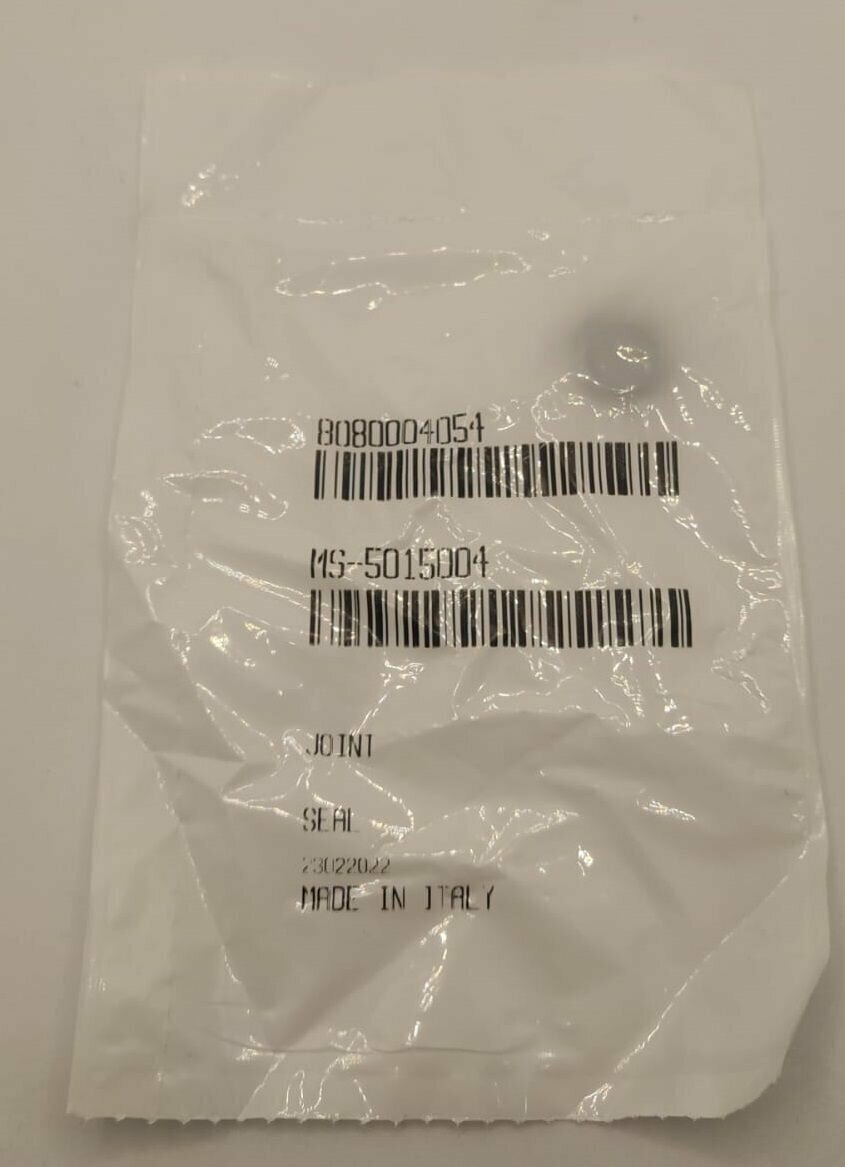 8080004054
MS-5015004
JOINT
SEAL
23022022
MADE IN ITALY